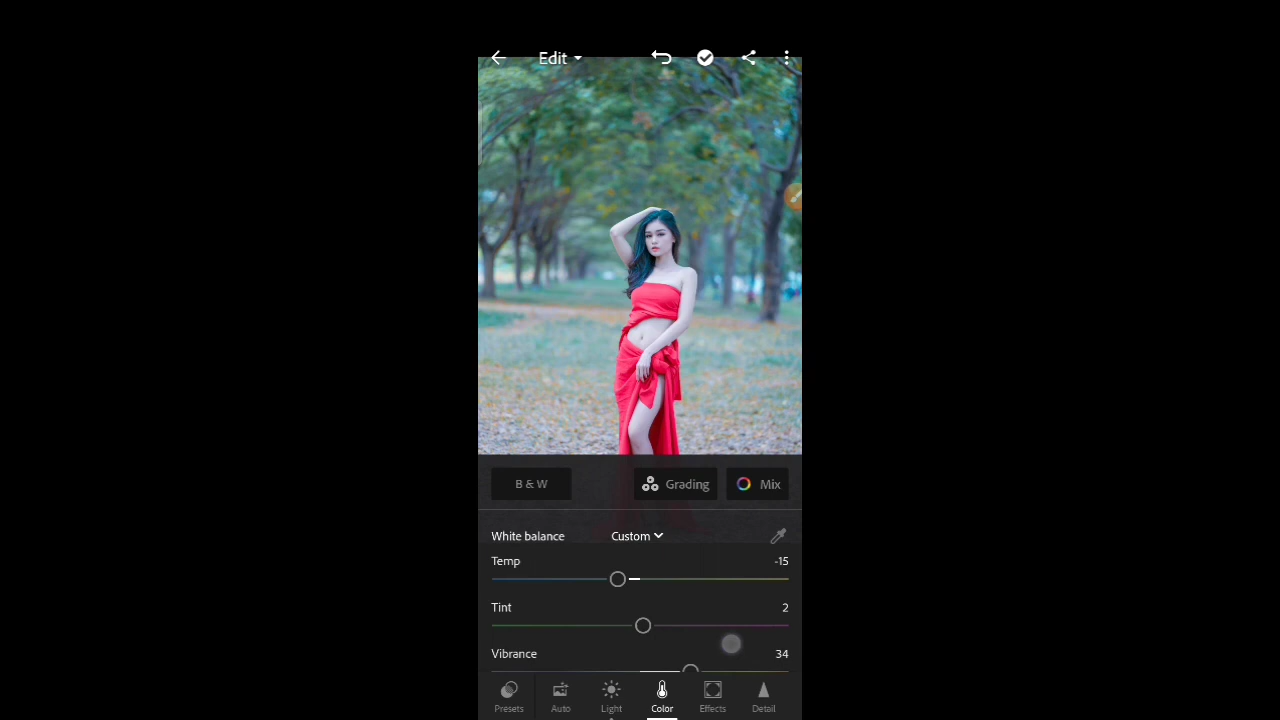 Edit
B & W
Grading
Mix
White balance
Custom
Temp
-15
Tint
2
Vibrance
34
Presets
Auto
Light
Color
Effects
Detail